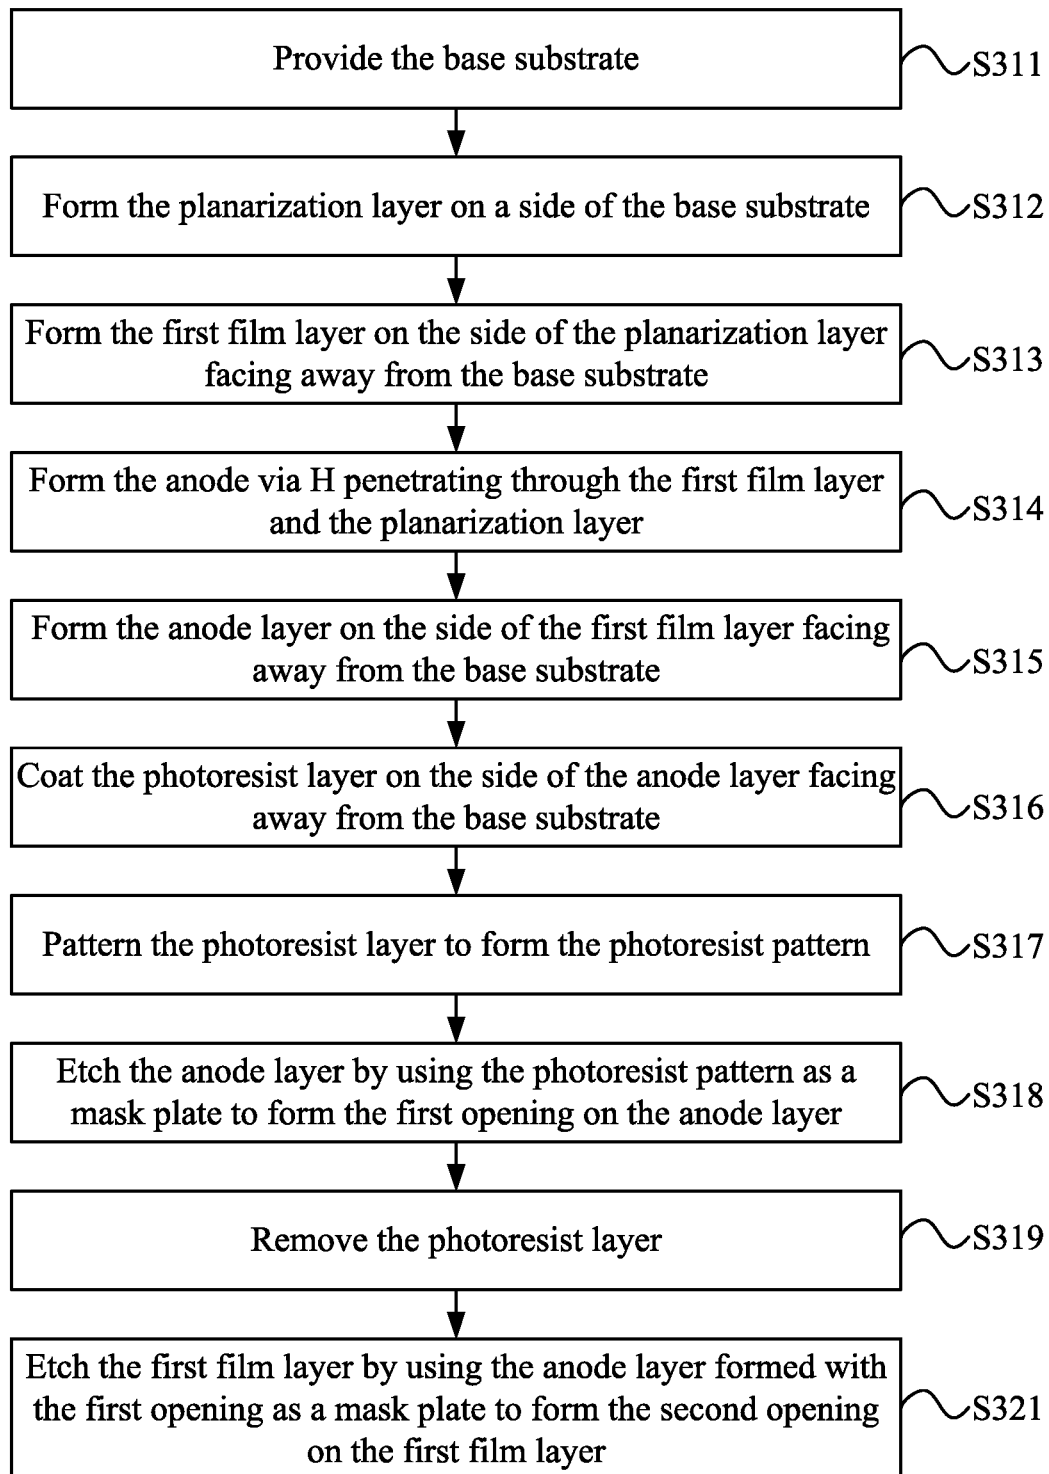 Provide the base substrate
S311
Form the planarization layer on a side of the base substrate
S312
Form the first film layer on the side of the planarization layer
facing away from the base substrate
S313
Form the anode via H penetrating through the first film layer
and the planarization layer
S314
Form the anode layer on the side of the first film layer facing
away from the base substrate
S315
Coat the photoresist layer on the side of the anode layer facing
away from the base substrate
S316
Pattern the photoresist layer to form the photoresist pattern
S317
Etch the anode layer by using the photoresist pattern as a
mask plate to form the first opening on the anode layer
S318
Remove the photoresist layer
S319
Etch the first film layer by using the anode layer formed with
the first opening as a mask plate to form the second opening
on the first film layer
S321